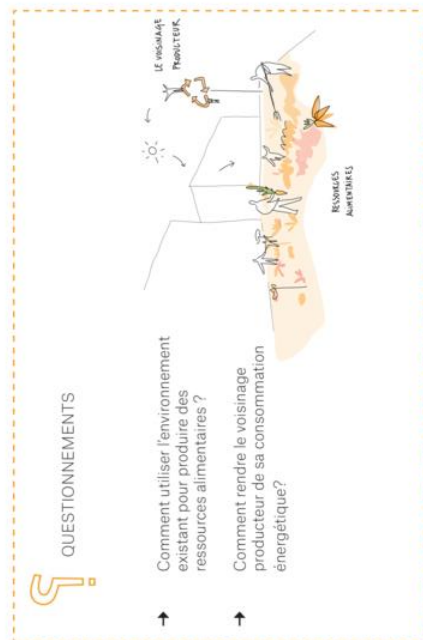 QUESTIONNEMENTS
→ Comment utiliser l'environnement
existant pour produire des
ressources alimentaires ?
→ Comment rendre le voisinage
producteur de sa consommation
énergétique?
LE VOISINAGE
PRODUCTEUR
RESSOURCES
ALIMENTAIRES